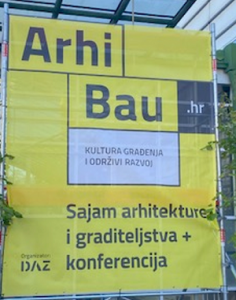 Arhi
Bau .hr
KULTURA GRAĐENJA
I ODRŽIVI RAZVOJ
Sajam arhitekture
i graditeljstva +
konferencija
Organizator:
DAZ